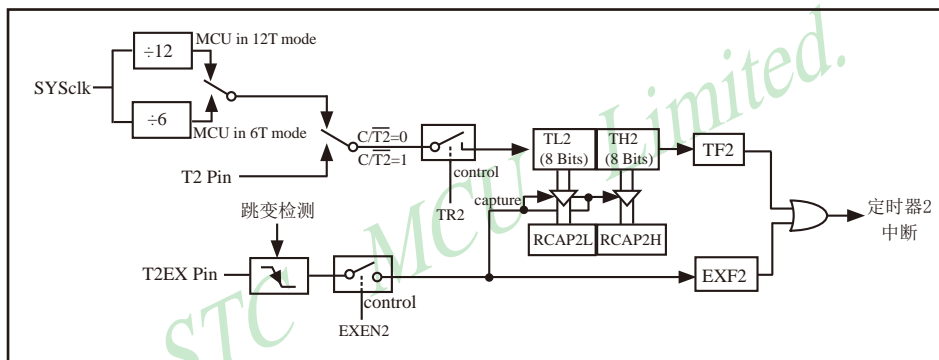 ÷12
MCU in 12T mode
SYSclk
÷6
MCU in 6T mode
C/T2=0
C/T2=1
T2 Pin
control
TR2
TL2
(8 Bits)
TH2
(8 Bits)
TF2
capture
RCAP2L
RCAP2H
定时器2
中断
跳变检测
T2EX Pin
control
EXEN2
EXF2
STC MCU Limited.